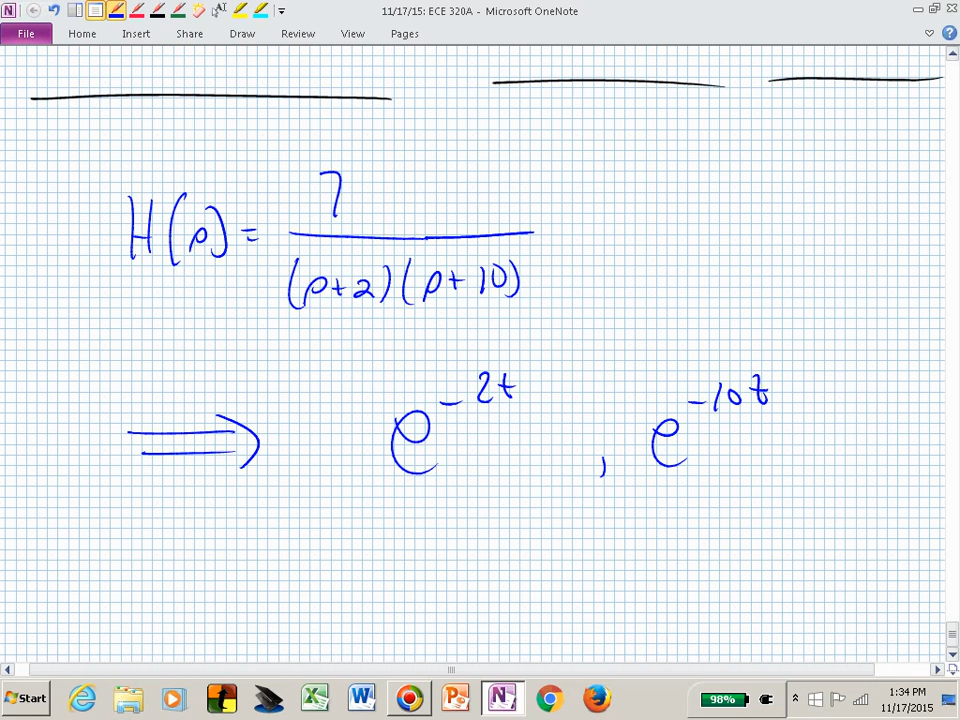 11/17/15: ECE 320A - Microsoft OneNote
File Home Insert Share Draw Review View Pages
7
H(s) =
(s+2)(s+10)
⟹ e^-2t , e^-10t
Start 98% 1:34 PM
11/17/2015